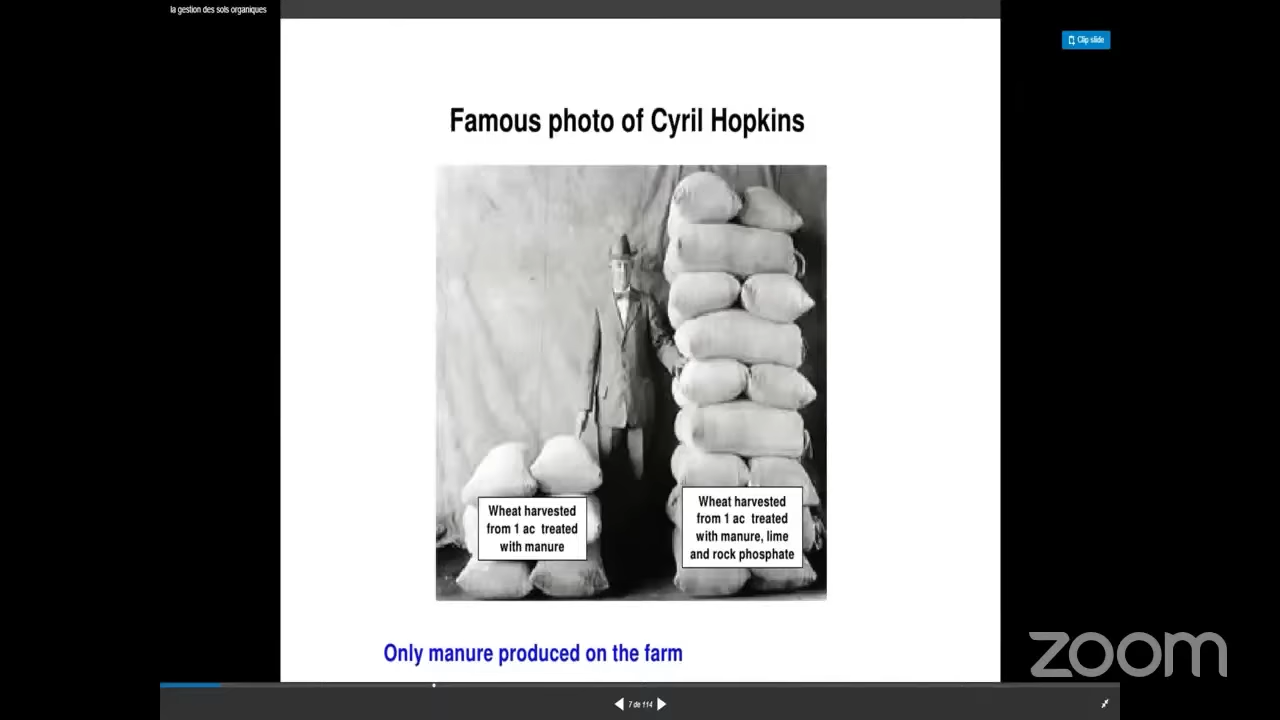 la gestion des sols organiques
Clip slide
Famous photo of Cyril Hopkins
Wheat harvested
from 1 ac treated
with manure
Wheat harvested
from 1 ac treated
with manure, lime
and rock phosphate
Only manure produced on the farm
zoom
7 de 114